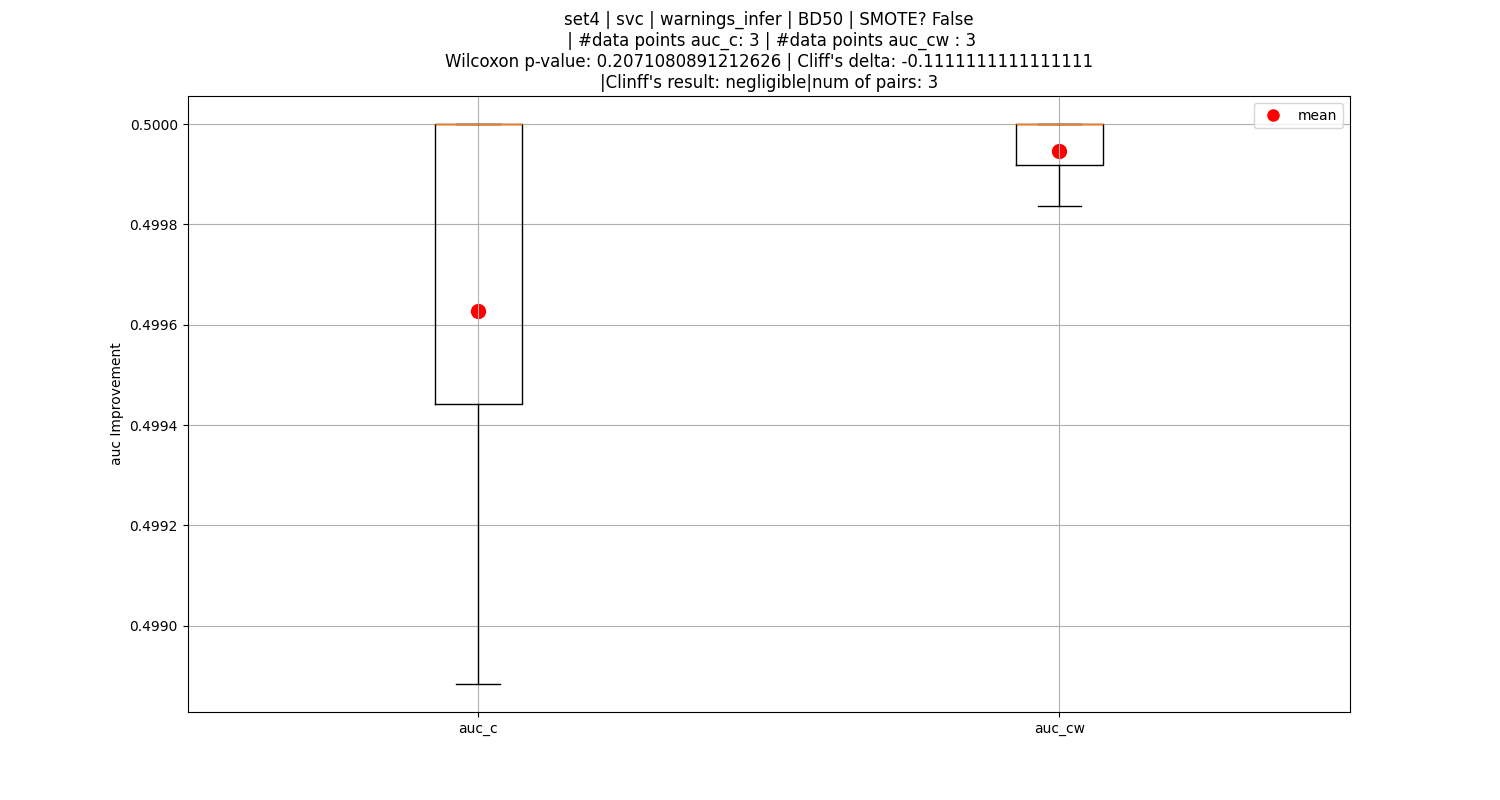 set4 | svc | warnings_infer | BD50 | SMOTE? False
| #data points auc_c: 3 | #data points auc_cw : 3
Wilcoxon p-value: 0.2071080891212626 | Cliff's delta: -0.1111111111111111
|Clinff's result: negligible|num of pairs: 3
mean
auc Improvement
0.5000
0.4998
0.4996
0.4994
0.4992
0.4990
auc_c
auc_cw